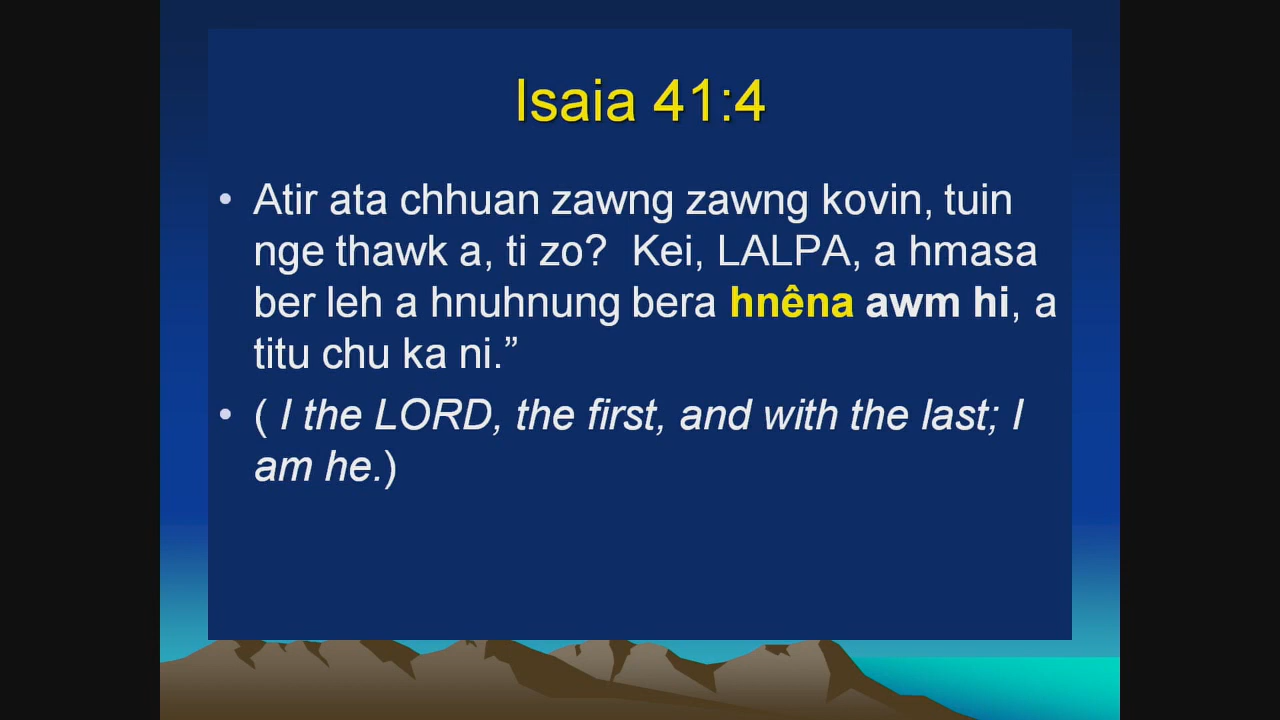 Isaia 41:4
• Atir ata chhuan zawng zawng kovin, tuin
nge thawk a, ti zo?  Kei, LALPA, a hmasa
ber leh a hnuhnung bera hnêna awm hi, a
titu chu ka ni.”
• ( I the LORD, the first, and with the last; I
am he.)